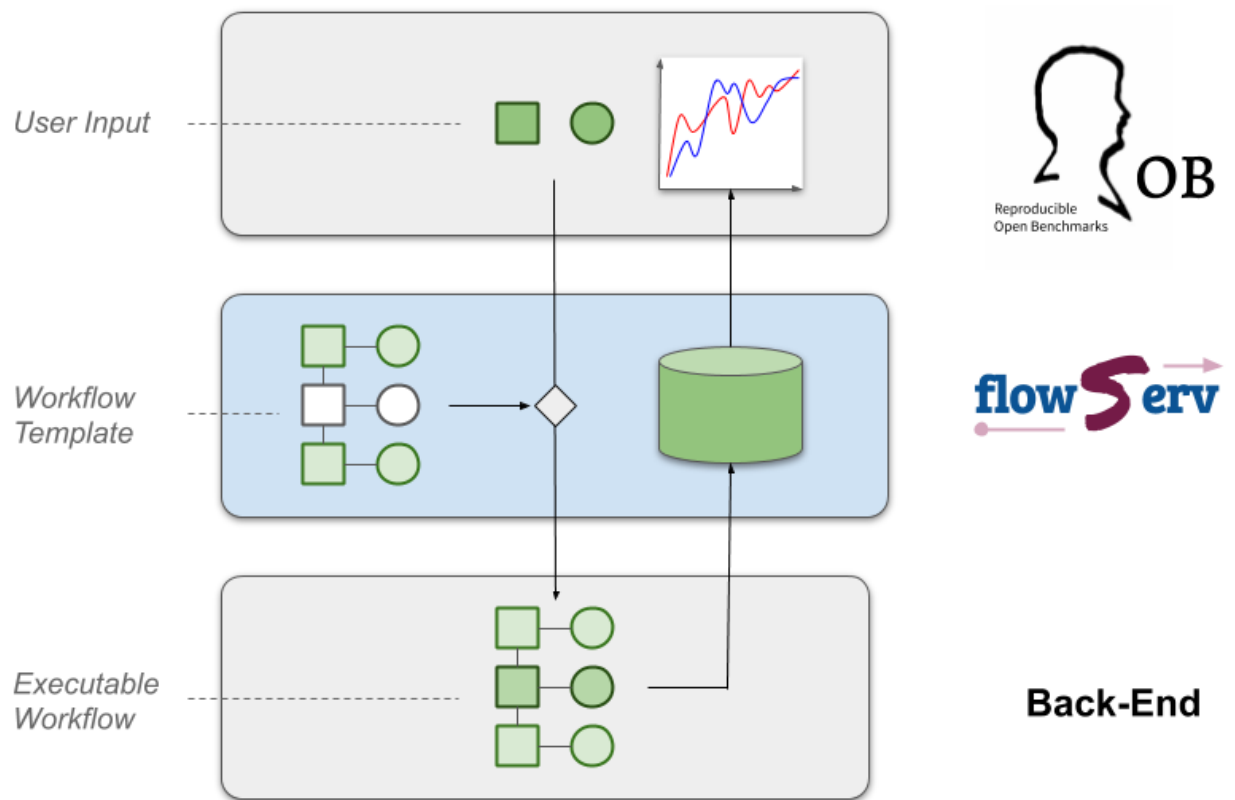 User Input
OB
Reproducible
Open Benchmarks
Workflow
Template
flowServ
Executable
Workflow
Back-End